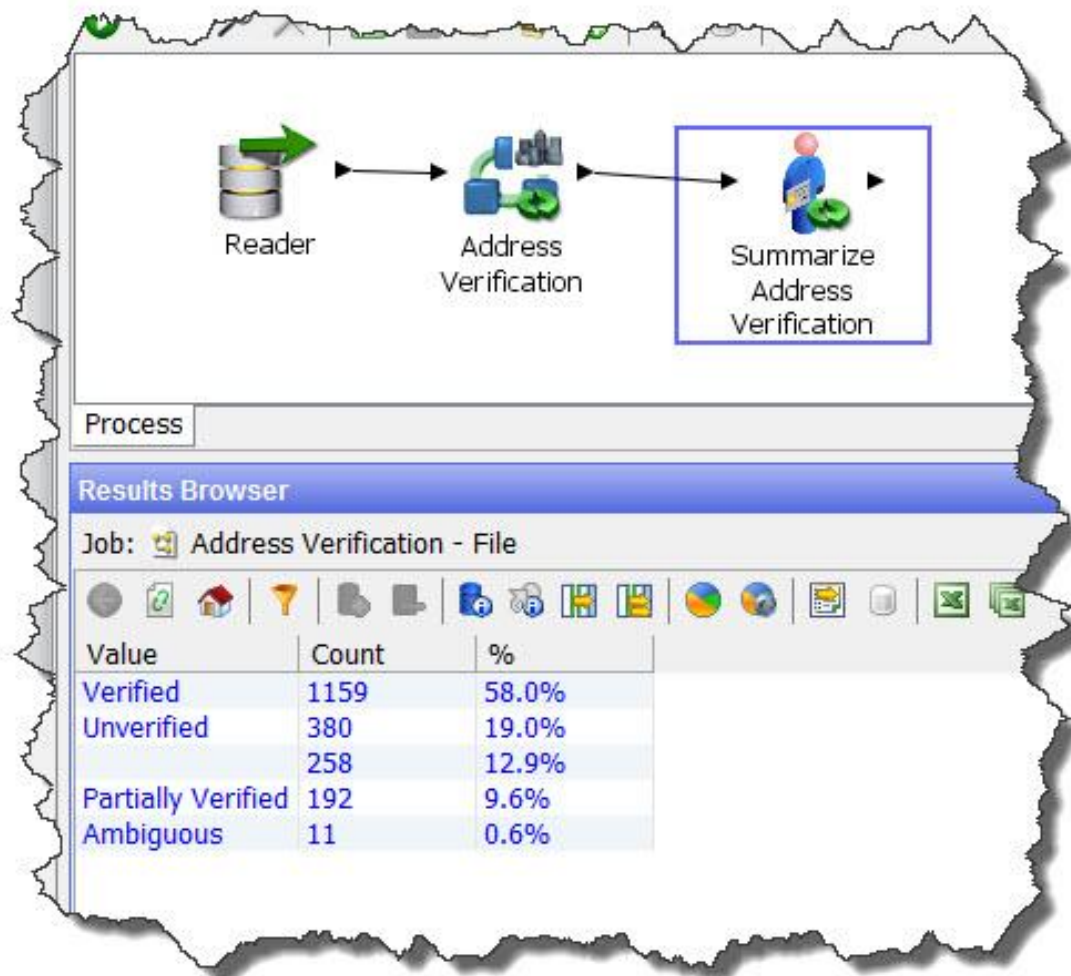 Reader
Address
Verification
Summarize
Address
Verification
Process
Results Browser
Job: Address Verification - File
Value Count %
Verified 1159 58.0%
Unverified 380 19.0%
258 12.9%
Partially Verified 192 9.6%
Ambiguous 11 0.6%